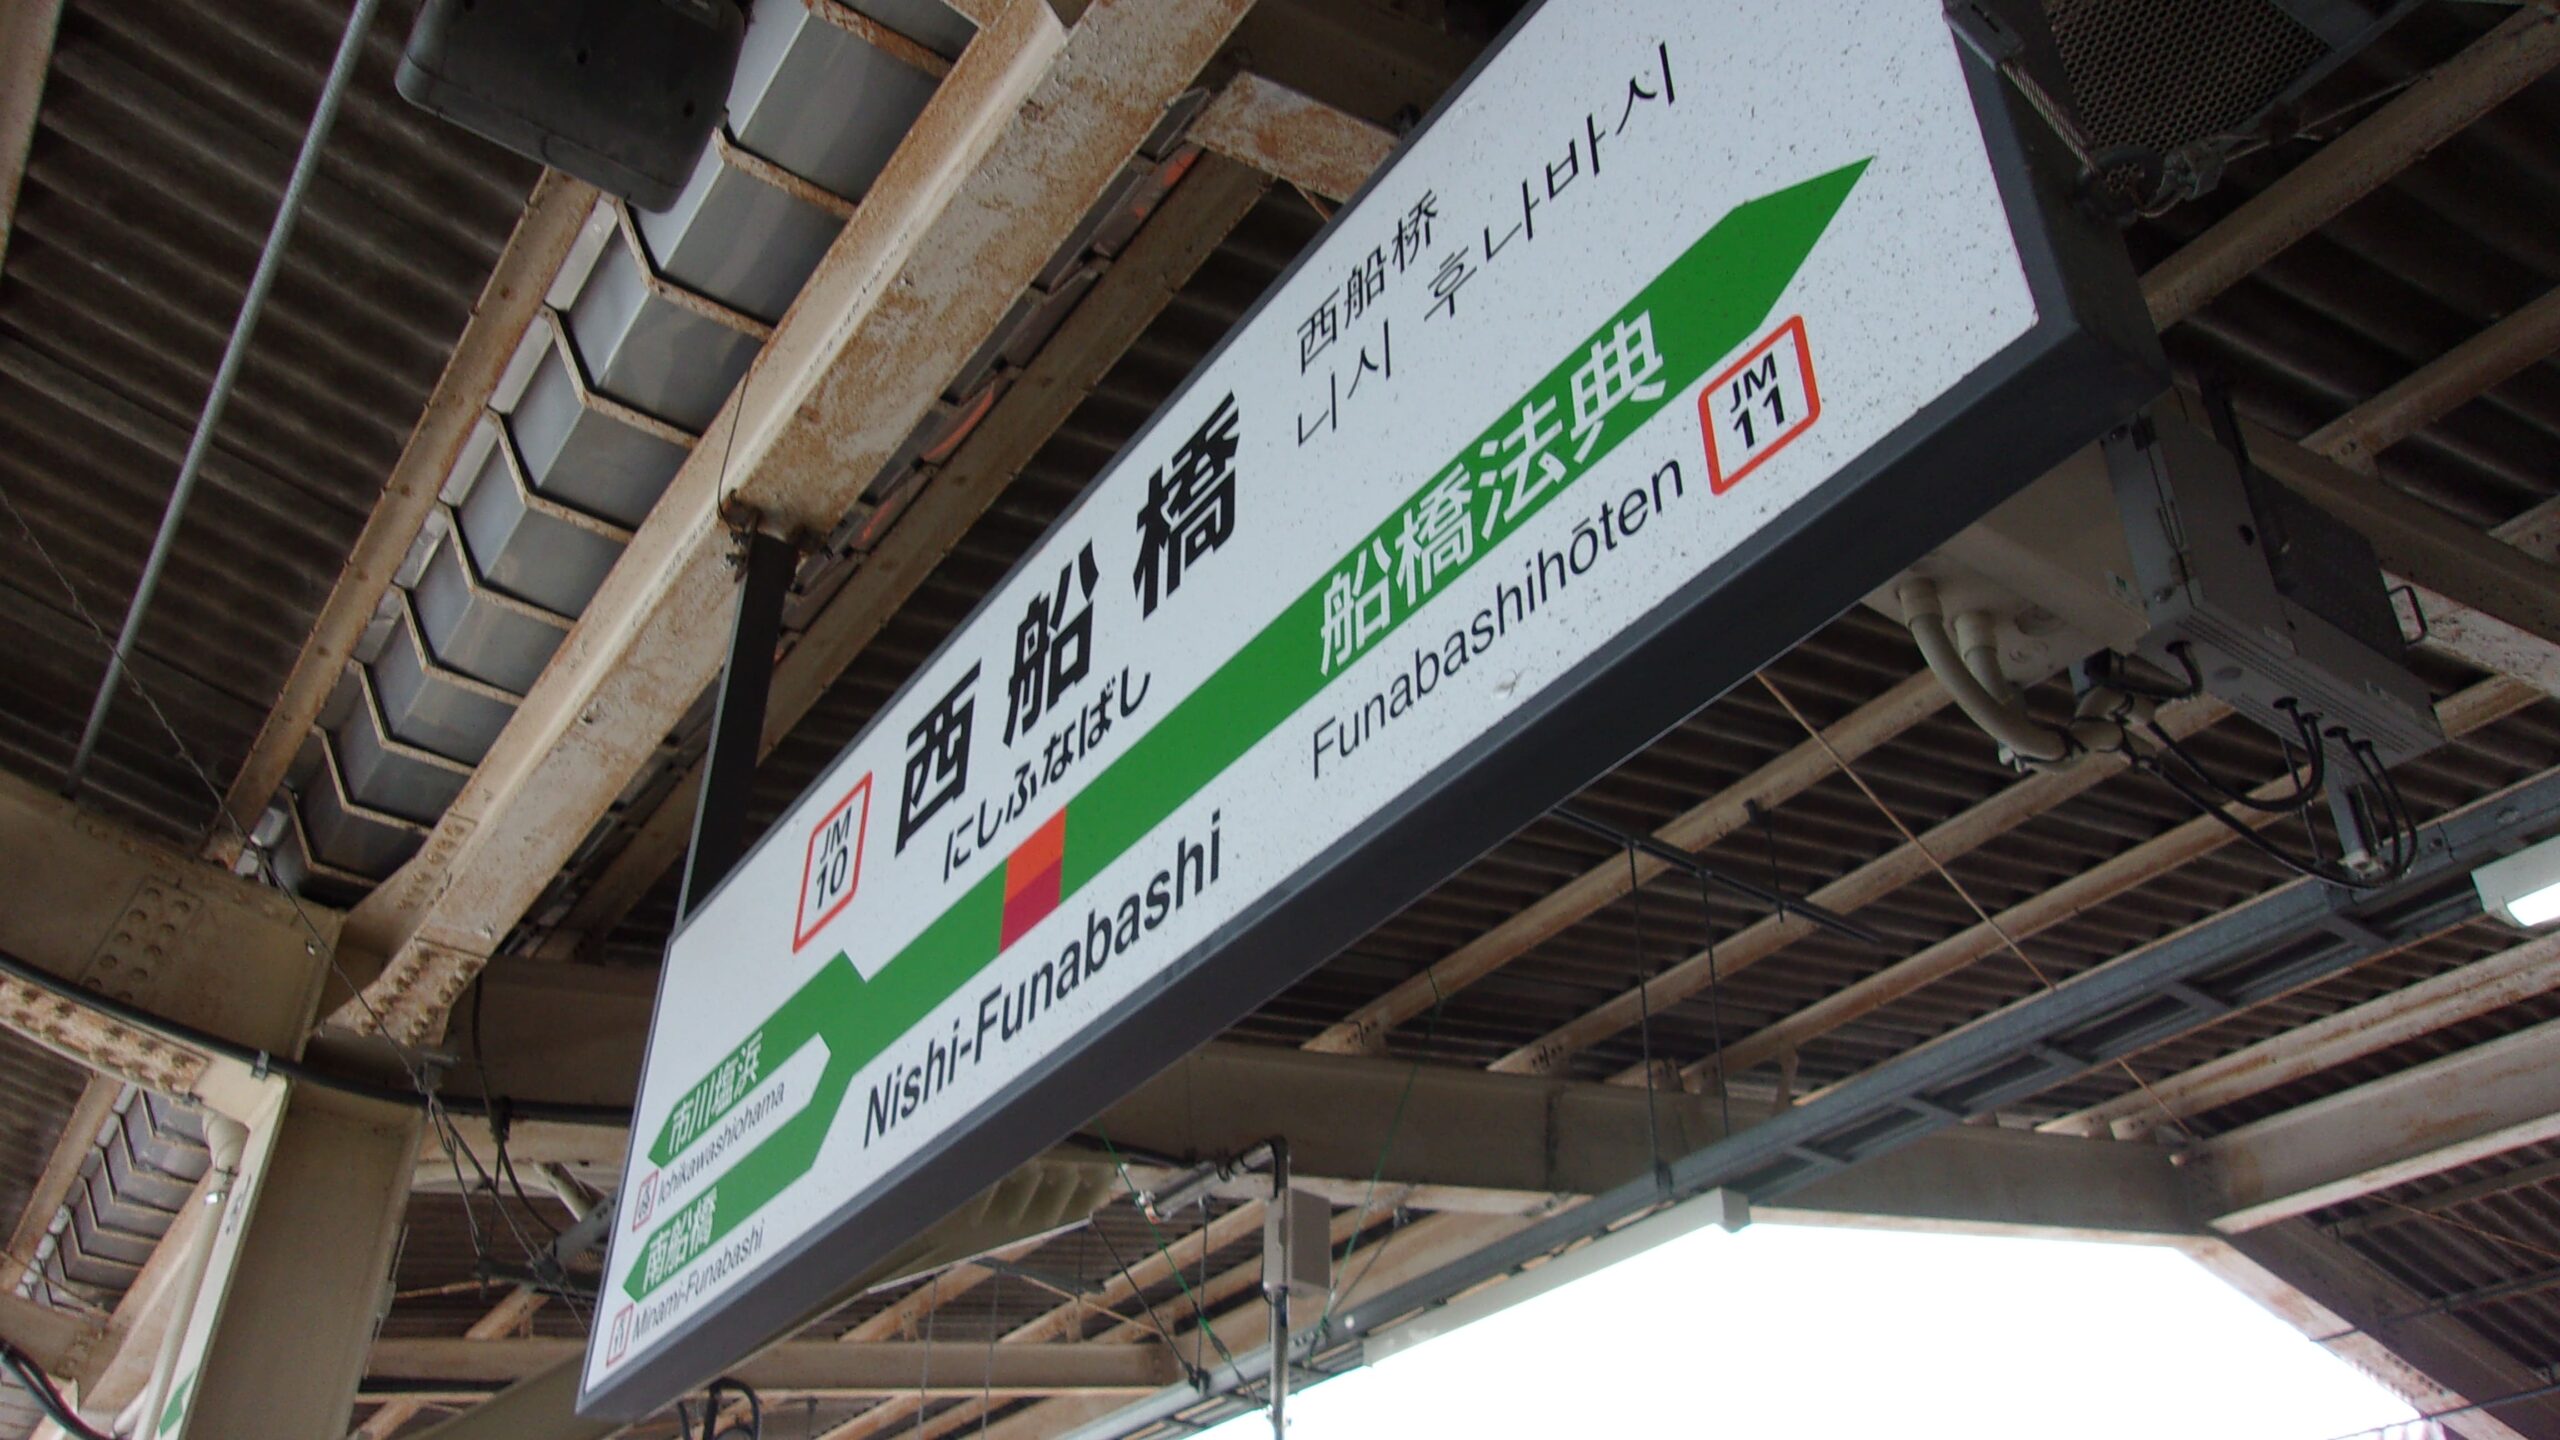 JM
10
西船橋
にしふなばし
Nishi-Funabashi
西船桥
니시 후나바시
船橋法典
Funabashihōten
JM
11
市川塩浜
Ichikawashiohama
南船橋
Minami-Funabashi